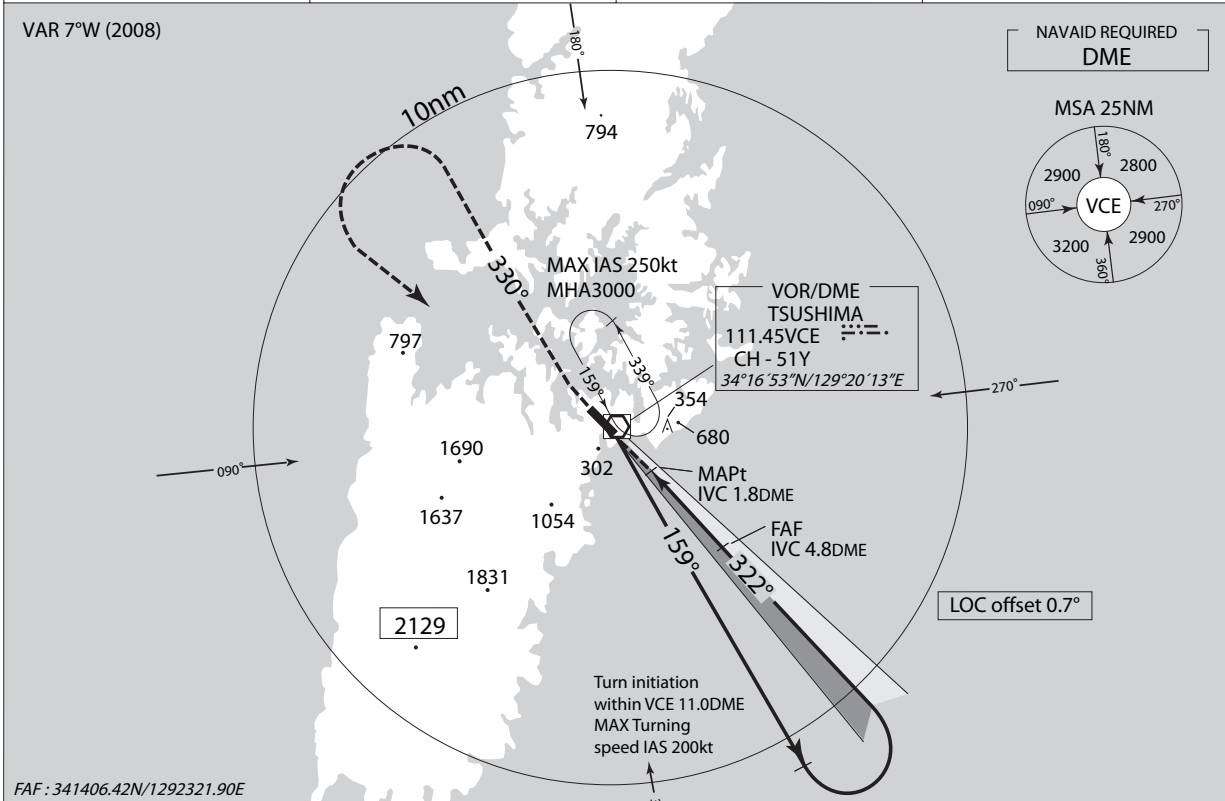 VAR 7°W (2008)
NAVAID REQUIRED
DME
180°
10nm
794
MSA 25NM
180°
2900
2800
090°
VCE
270°
3200
2900
360°
330°
MAX IAS 250kt
MHA3000
VOR/DME
TSUSHIMA
111.45VCE
CH - 51Y
34°16´53”N/129°20´13”E
797
159°
339°
270°
354
680
1690
302
090°
MAPt
IVC 1.8DME
1637
1054
FAF
IVC 4.8DME
159°
322°
1831
LOC offset 0.7°
2129
Turn initiation
within VCE 11.0DME
MAX Turning
speed IAS 200kt
FAF : 341406.42N/1292321.90E